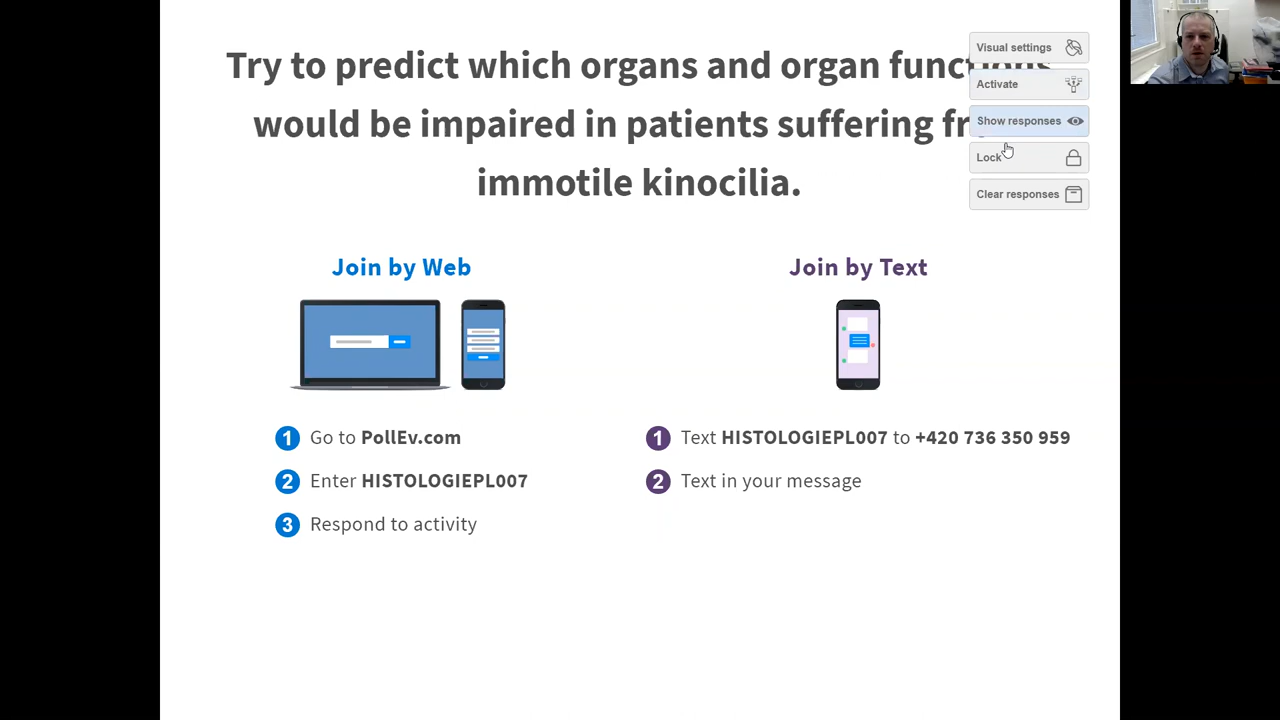 Try to predict which organs and organ functions
would be impaired in patients suffering from
immotile kinocilia.
Visual settings
Activate
Show responses
Lock
Clear responses
Join by Web
Join by Text
1 Go to PollEv.com
2 Enter HISTOLOGIEPL007
3 Respond to activity
1 Text HISTOLOGIEPL007 to +420 736 350 959
2 Text in your message